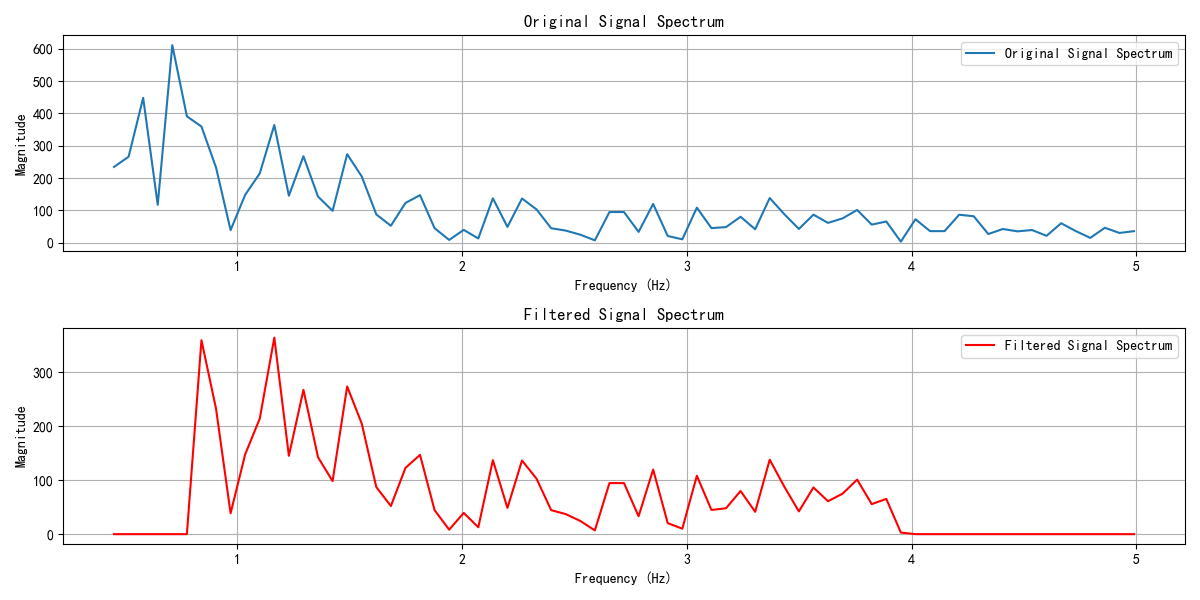 Original Signal Spectrum
Original Signal Spectrum
Magnitude
600
500
400
300
200
100
0
1 2 3 4 5
Frequency (Hz)
Filtered Signal Spectrum
Filtered Signal Spectrum
Magnitude
300
200
100
0
1 2 3 4 5
Frequency (Hz)